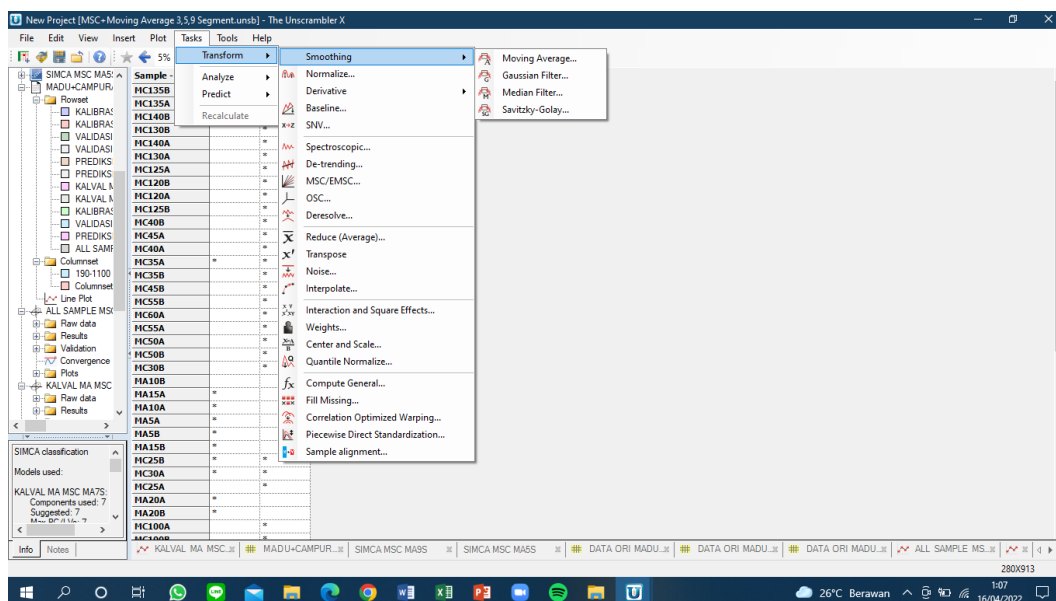 New Project [MSC+Moving Average 3,5,9 Segment.unsb] - The Unscrambler X
File Edit View Insert Plot Tasks Tools Help
5%
Transform
Analyze
Predict
Recalculate
Smoothing
Normalize...
Derivative
Baseline...
SNV...
Spectroscopic...
De-trending...
MSC/EMSC...
OSC...
Deresolve...
Reduce (Average)...
Transpose
Noise...
Interpolate...
Interaction and Square Effects...
Weights...
Center and Scale...
Quantile Normalize...
Compute General...
Fill Missing...
Correlation Optimized Warping...
Piecewise Direct Standardization...
Sample alignment...
Moving Average...
Gaussian Filter...
Median Filter...
Savitzky-Golay...
SIMCA MSC MA5
MADU+CAMPUR
Rowset
KALIBRAS
KALIBRAS
VALIDASI
VALIDASI
PREDIKS
PREDIKS
KALVAL M
KALVAL M
KALIBRAS
VALIDASI
PREDIKS
ALL SAMP
Columnset
190-1100
Columnset
Line Plot
ALL SAMPLE MSC
Raw data
Results
Validation
Convergence
Plots
KALVAL MA MSC
Raw data
Results
Sample -
MC135B
MC135A
MC140B
MC130B
MC140A *
MC130A *
MC125A *
MC120B *
MC120A *
MC125B *
MC40B *
MC45A *
MC40A *
MC35A * *
MC35B *
MC45B *
MC55B *
MC60A *
MC55A *
MC50A *
MC50B *
MC30B *
MA10B
MA15A *
MA10A *
MA5A *
MA5B *
MA15B *
MC25B * *
MC30A * *
MC25A *
MA20A *
MA20B *
MC100A *
MC100B *
SIMCA classification
Models used:
KALVAL MA MSC MA7S:
Components used: 7
Suggested: 7
Max PC/LVs: 7
Info Notes
KALVAL MA MSC... MADU+CAMPUR... SIMCA MSC MA9S SIMCA MSC MA5S DATA ORI MADU... DATA ORI MADU... DATA ORI MADU... ALL SAMPLE MS...
280X913
26°C Berawan
1:07
16/04/2022